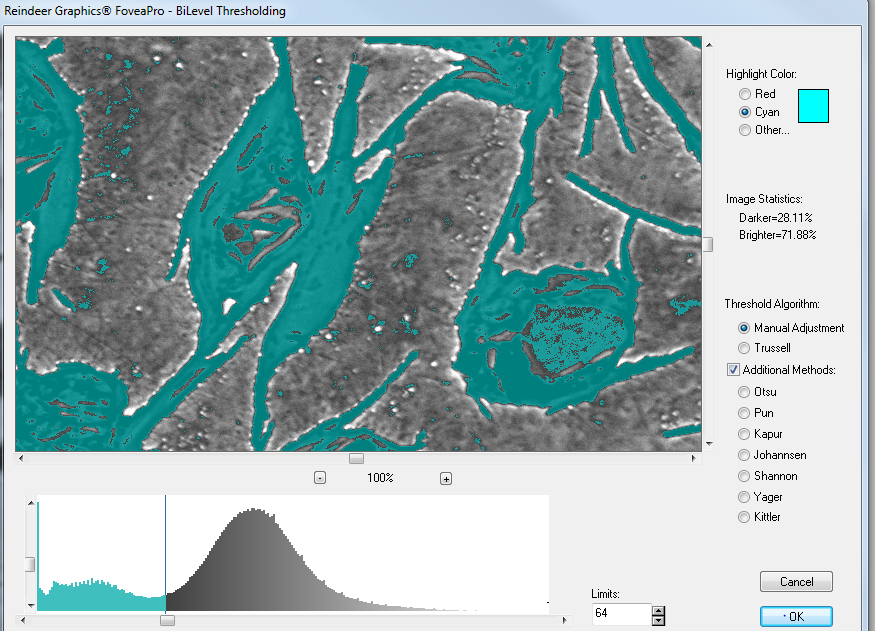 Reindeer Graphics® FoveaPro - BiLevel Thresholding
Highlight Color:
Red
Cyan
Other...
Image Statistics:
Darker=28.11%
Brighter=71.88%
Threshold Algorithm:
Manual Adjustment
Trussell
Additional Methods:
Otsu
Pun
Kapur
Johannsen
Shannon
Yager
Kittler
- 100% +
Limits:
64
Cancel
OK